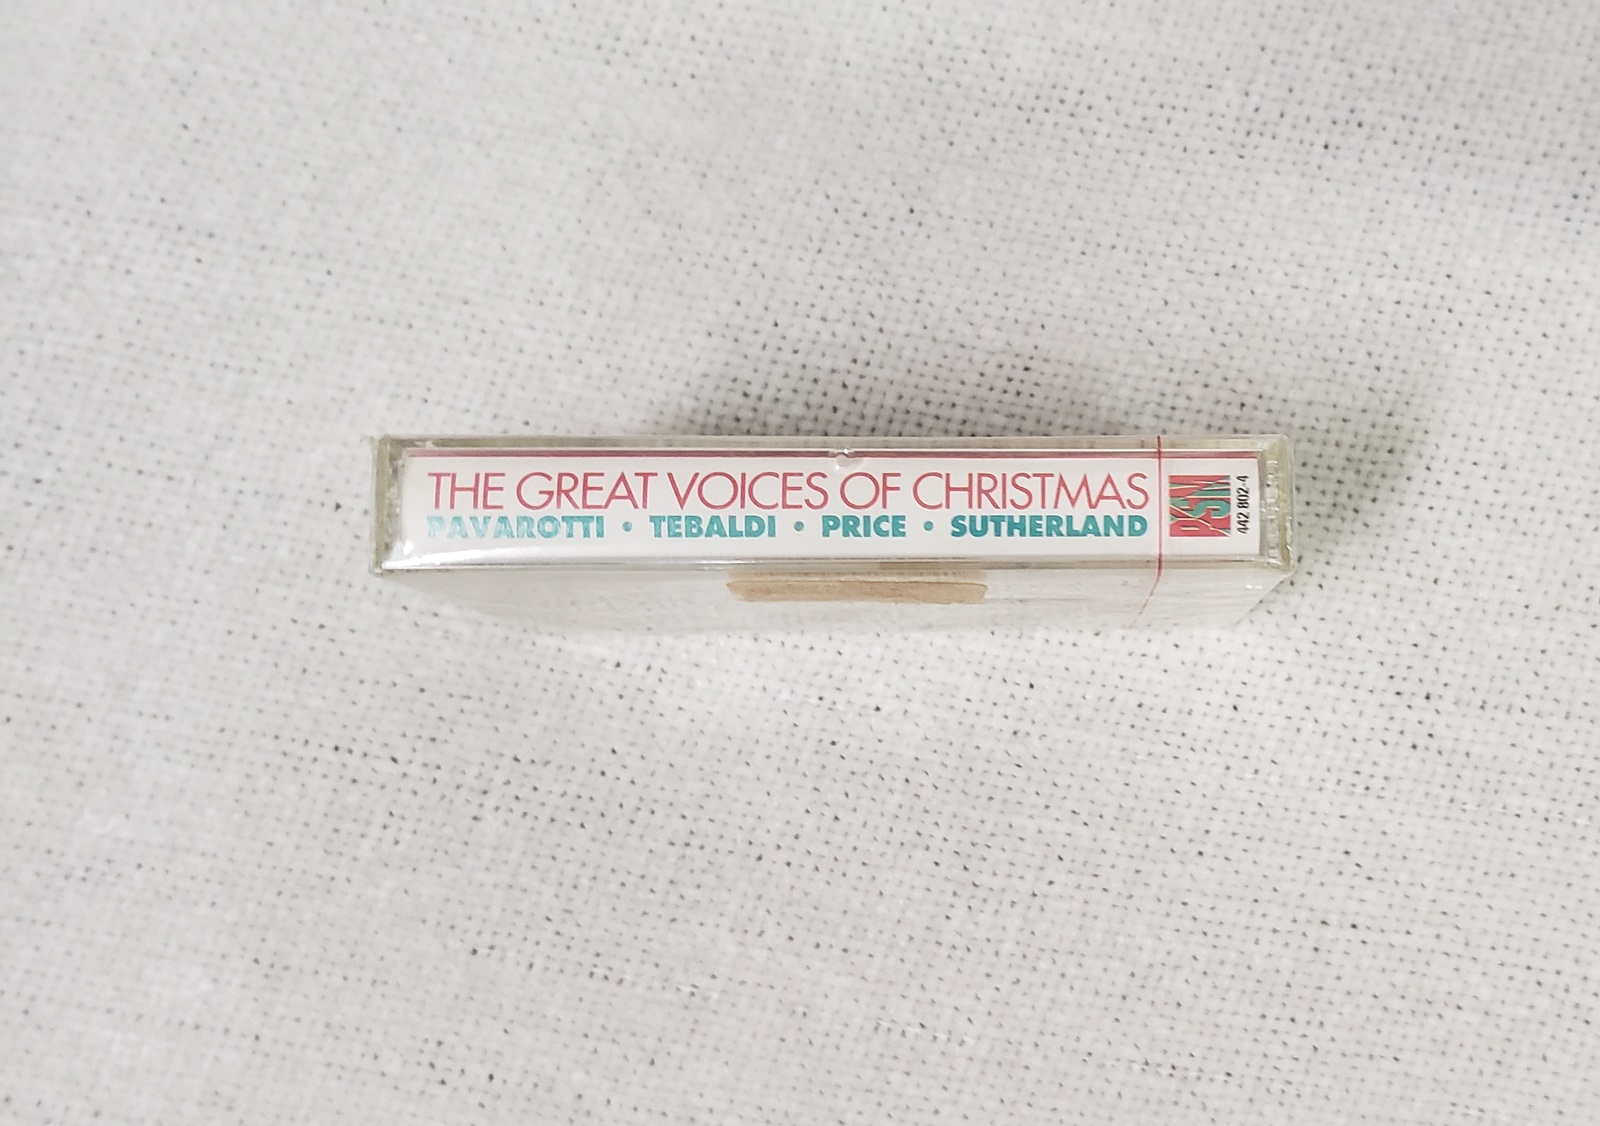 THE GREAT VOICES OF CHRISTMAS
PAVAROTTI • TEBALDI • PRICE • SUTHERLAND
PSM
442 802-4